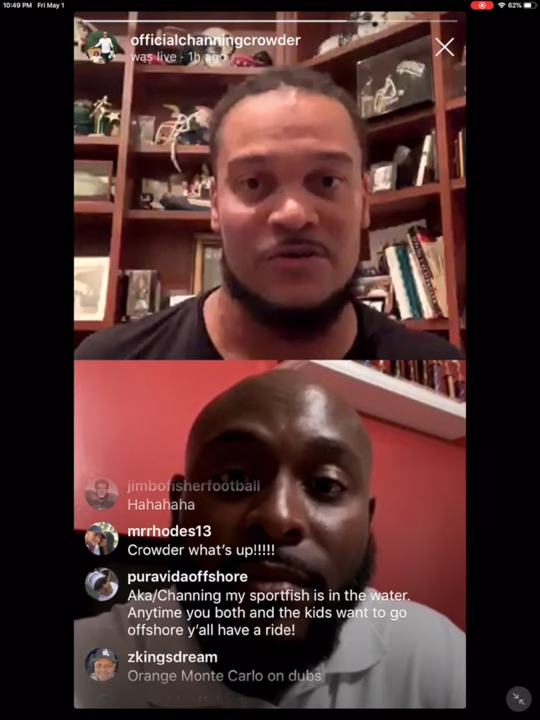 10:49 PM Fri May 1
62%
officialchanningcrowder
was live · 1h ago
jimbofisherfootball
Hahahaha
mrrhodes13
Crowder what's up!!!!!
puravidaoffshore
Aka/Channing my sportfish is in the water.
Anytime you both and the kids want to go
offshore y'all have a ride!
zkingsdream
Orange Monte Carlo on dubs